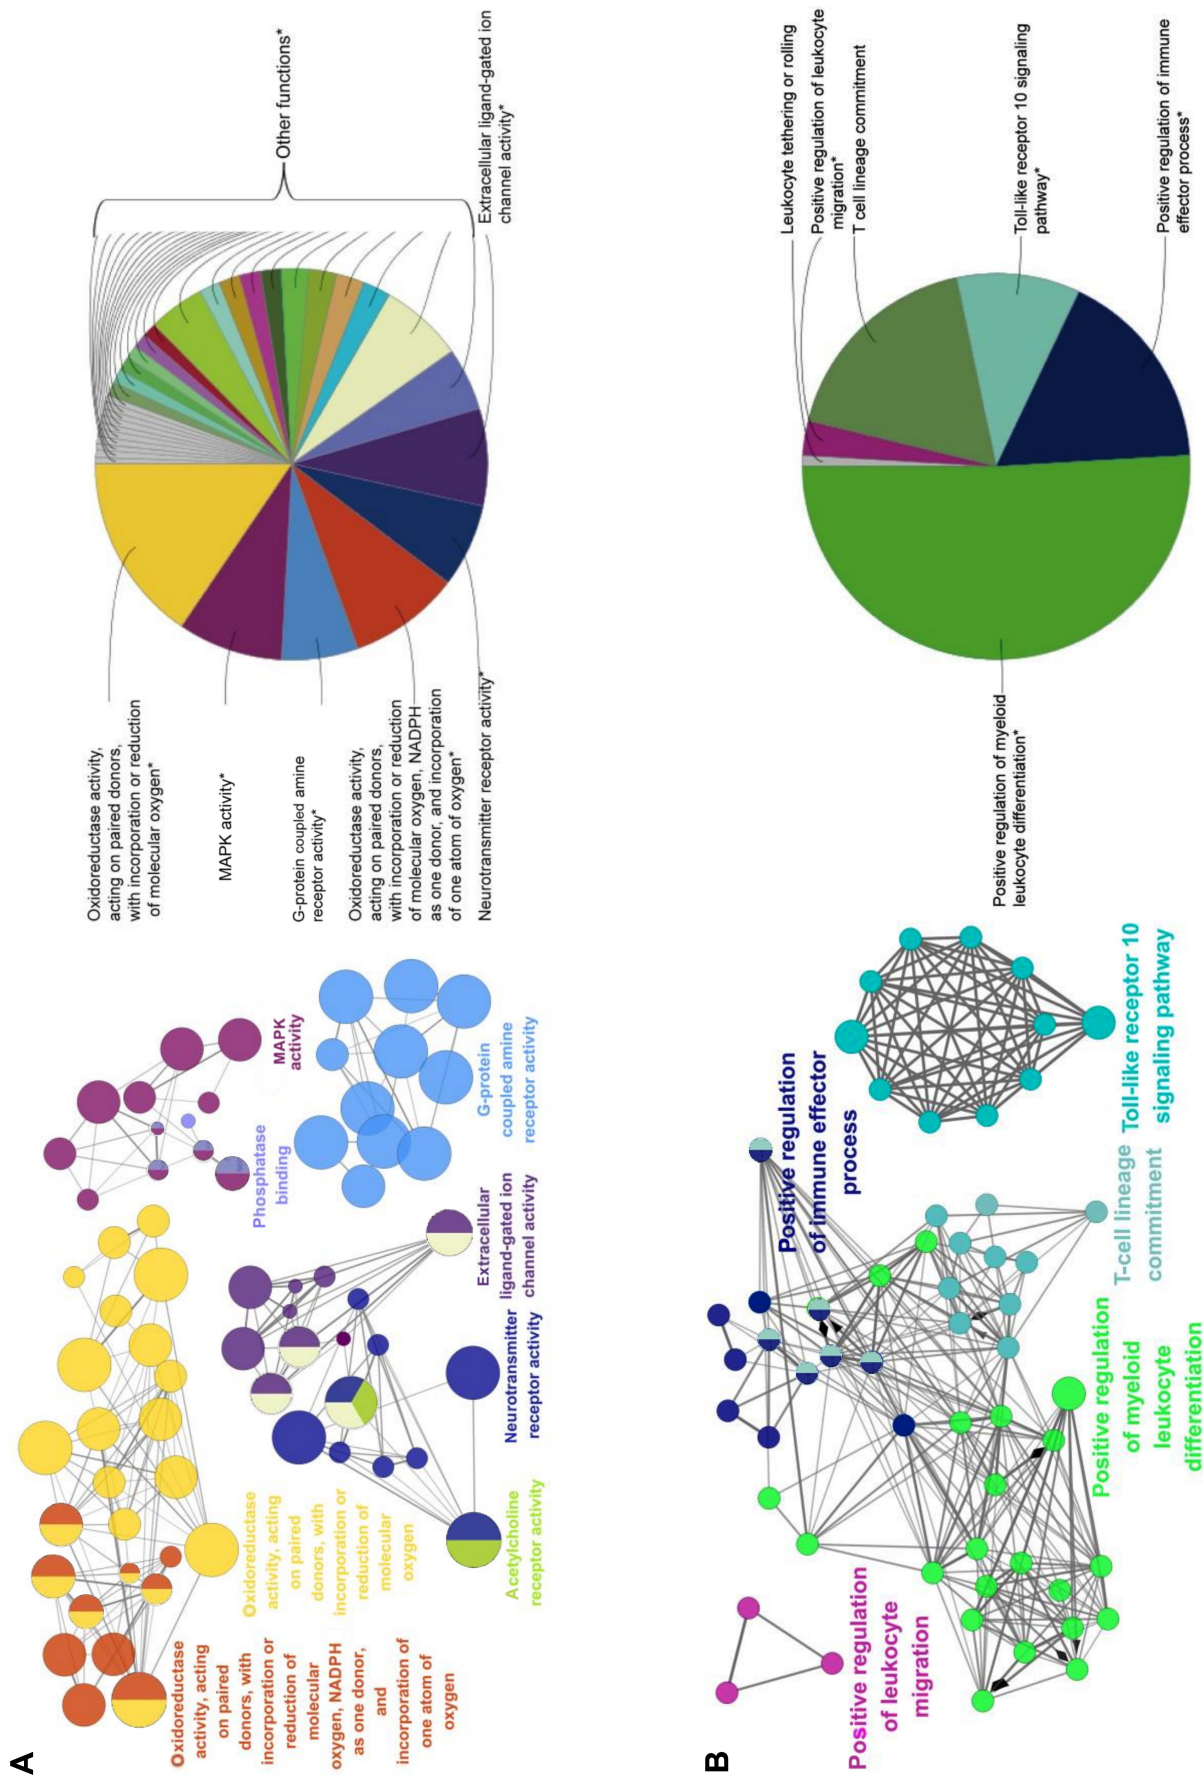 A
Oxidoreductase
activity, acting
on paired
donors, with
incorporation or
reduction of
molecular
oxygen, NADPH
as one donor,
and
incorporation of
one atom of
oxygen
Oxidoreductase
activity, acting
on paired
donors, with
incorporation or
reduction of
molecular
oxygen
Acetylcholine
receptor activity
Neurotransmitter
receptor activity
Extracellular
ligand-gated ion
channel activity
Phosphatase
binding
MAPK
activity
G-protein
coupled amine
receptor activity
Oxidoreductase activity,
acting on paired donors,
with incorporation or reduction
of molecular oxygen*
MAPK activity*
G-protein coupled amine
receptor activity*
Oxidoreductase activity,
acting on paired donors,
with incorporation or reduction
of molecular oxygen, NADPH
as one donor, and incorporation
of one atom of oxygen*
Neurotransmitter receptor activity*
Other functions*
Extracellular ligand-gated ion
channel activity*
B
Positive regulation
of leukocyte
migration
Positive regulation
of myeloid
leukocyte
differentiation
T-cell lineage
commitment
Positive regulation
of immune effector
process
Toll-like receptor 10
signaling pathway
Positive regulation of myeloid
leukocyte differentiation*
Leukocyte tethering or rolling
Positive regulation of leukocyte
migration*
T cell lineage commitment
Toll-like receptor 10 signaling
pathway*
Positive regulation of immune
effector process*